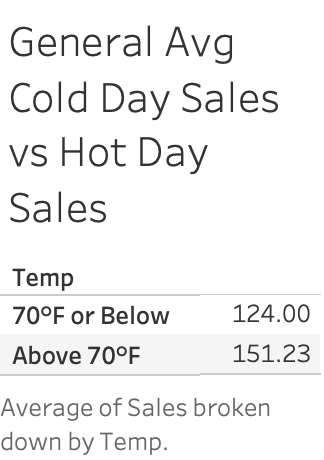 General Avg
Cold Day Sales
vs Hot Day
Sales
Temp
70°F or Below 124.00
Above 70°F 151.23
Average of Sales broken
down by Temp.